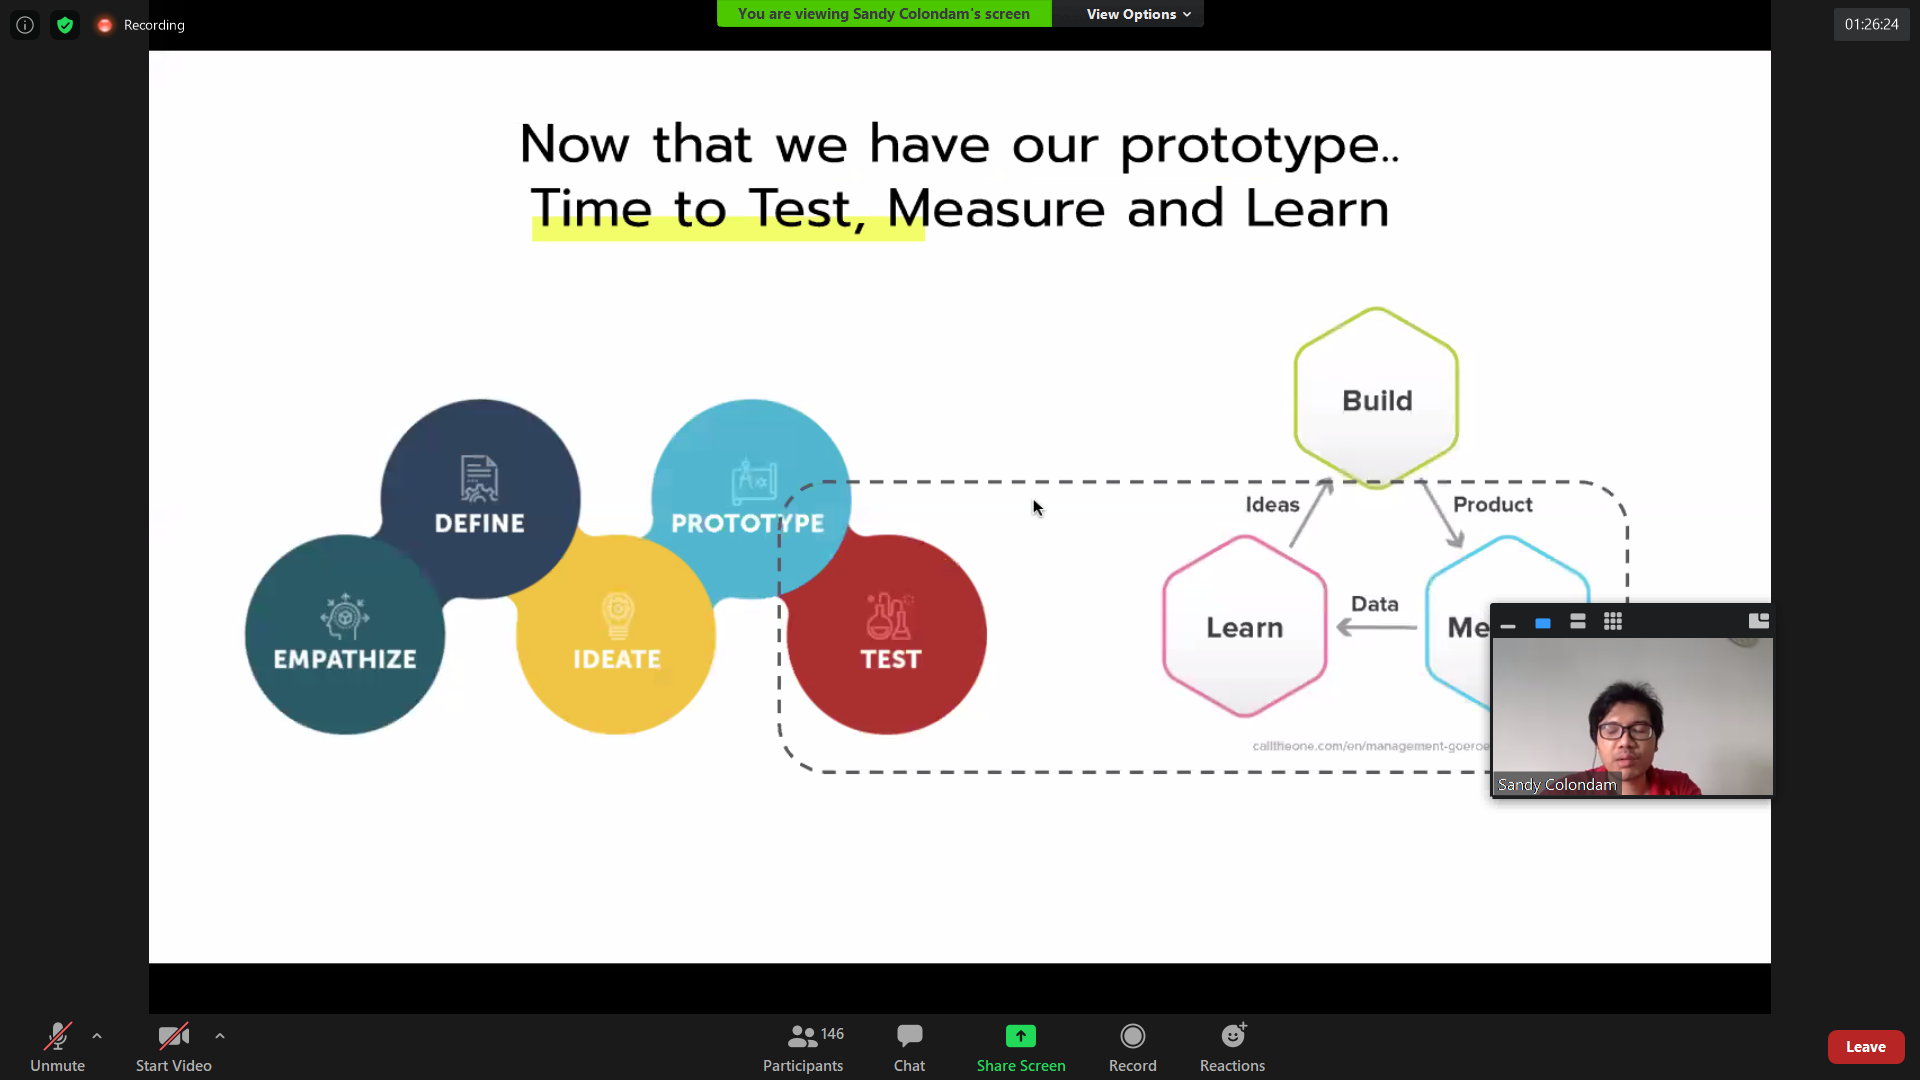 Recording
You are viewing Sandy Colondam's screen
View Options
01:26:24
Now that we have our prototype..
Time to Test, Measure and Learn
Build
Ideas
Product
DEFINE
PROTOTYPE
Data
Learn
Me
EMPATHIZE
IDEATE
TEST
calltheone.com/en/management-goeroe
Sandy Colondam
146
Unmute
Start Video
Participants
Chat
Share Screen
Record
Reactions
Leave